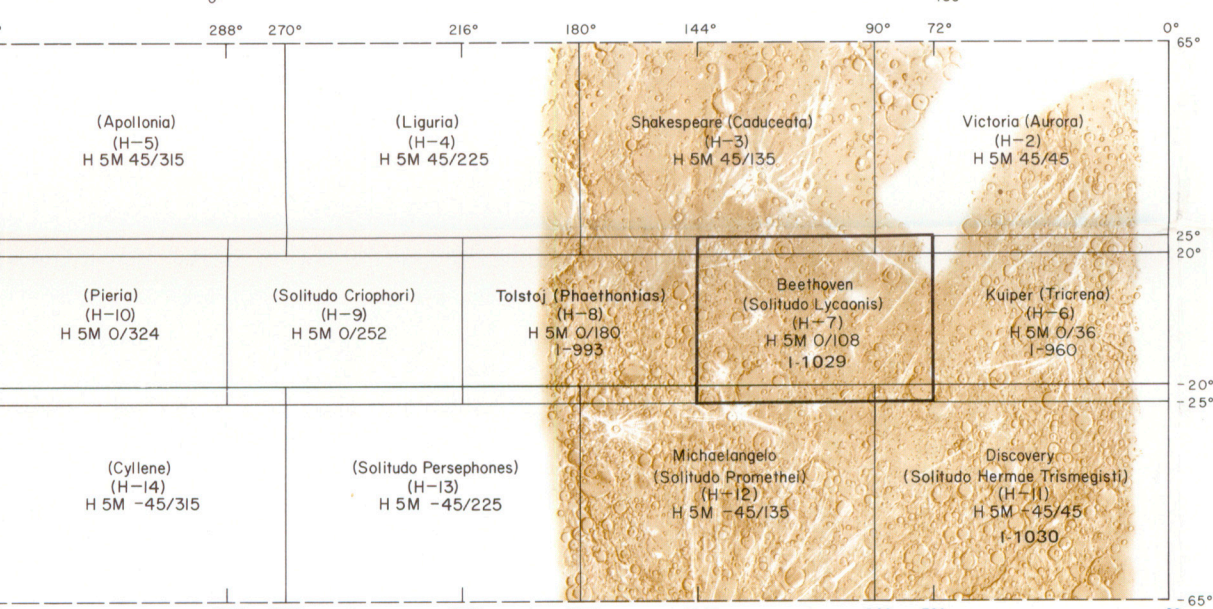 288° 270° 216° 180° 144° 90° 72° 0°
65°
(Apollonia)
(H-5)
H 5M 45/315
(Liguria)
(H-4)
H 5M 45/225
Shakespeare (Caduceata)
(H-3)
H 5M 45/135
Victoria (Aurora)
(H-2)
H 5M 45/45
25°
20°
(Pieria)
(H-10)
H 5M 0/324
(Solitudo Criophori)
(H-9)
H 5M 0/252
Tolstoj (Phaethontias)
(H-8)
H 5M 0/180
I-993
Beethoven
(Solitudo Lycaonis)
(H-7)
H 5M 0/108
I-1029
Kuiper (Tricrena)
(H-6)
H 5M 0/36
I-960
-20°
-25°
(Cyllene)
(H-14)
H 5M -45/315
(Solitudo Persephones)
(H-13)
H 5M -45/225
Michaelangelo
(Solitudo Promethei)
(H-12)
H 5M -45/135
Discovery
(Solitudo Hermae Trismegisti)
(H-11)
H 5M -45/45
I-1030
-65°